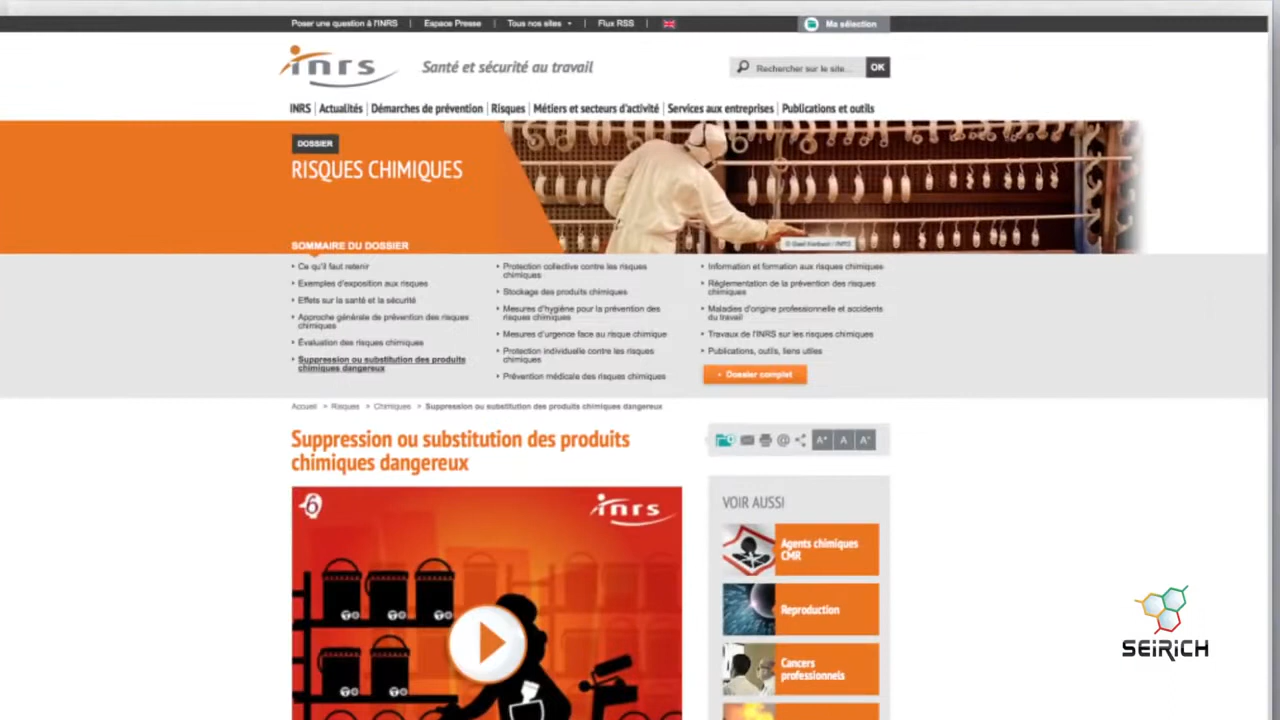 Poser une question à l'INRS
Espace Presse
Tous nos sites
Flux RSS
Ma sélection
inrs
Santé et sécurité au travail
Rechercher sur le site...
OK
INRS
Actualités
Démarches de prévention
Risques
Métiers et secteurs d'activité
Services aux entreprises
Publications et outils
DOSSIER
RISQUES CHIMIQUES
SOMMAIRE DU DOSSIER
Ce qu'il faut retenir
Exemples d'exposition aux risques
Effets sur la santé et la sécurité
Approche générale de prévention des risques
chimiques
Évaluation des risques chimiques
Suppression ou substitution des produits
chimiques dangereux
Protection collective contre les risques
chimiques
Stockage des produits chimiques
Mesures d'hygiène pour la prévention des
risques chimiques
Mesures d'urgence face au risque chimique
Protection individuelle contre les risques
chimiques
Prévention médicale des risques chimiques
Information et formation aux risques chimiques
Réglementation de la prévention des risques
chimiques
Maladies d'origine professionnelle et accidents
du travail
Travaux de l'INRS sur les risques chimiques
Publications, outils, liens utiles
Dossier complet
Accueil > Risques > Chimiques > Suppression ou substitution des produits chimiques dangereux
Suppression ou substitution des produits
chimiques dangereux
A+ A A-
6
inrs
VOIR AUSSI
Agents chimiques
CMR
Reproduction
Cancers
professionnels
SEIRICH